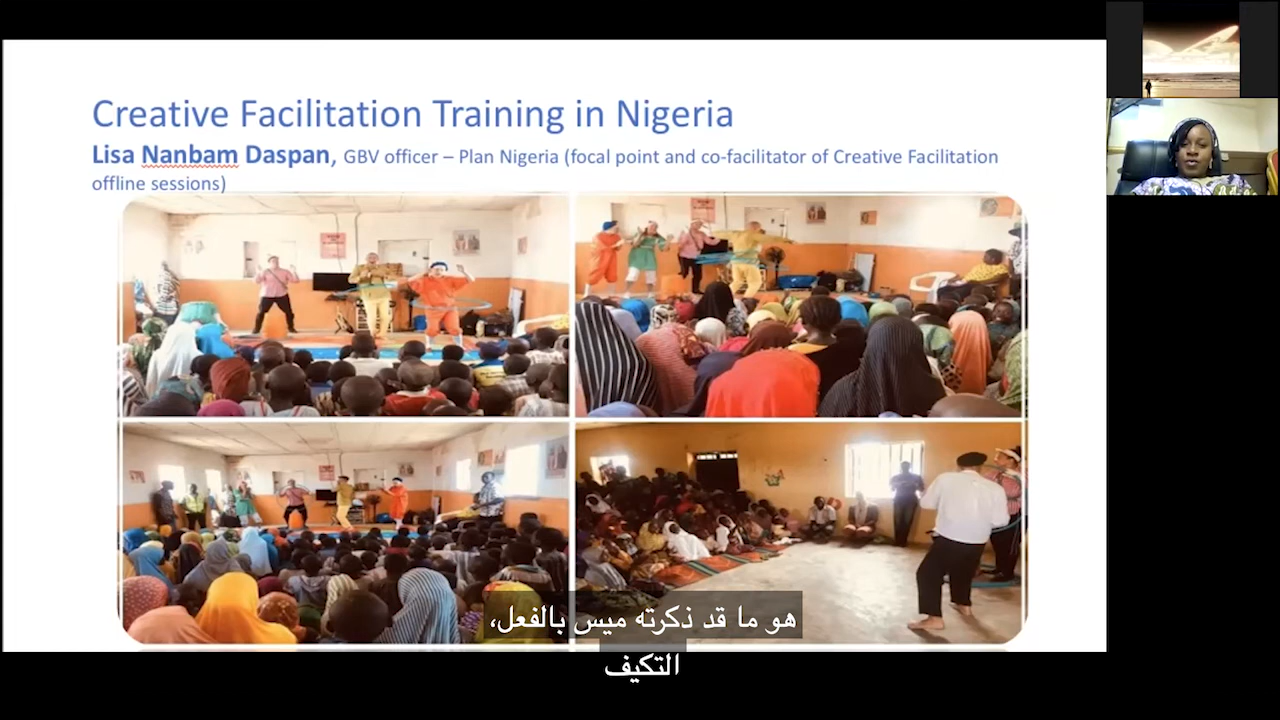 Creative Facilitation Training in Nigeria
Lisa Nanbam Daspan, GBV officer – Plan Nigeria (focal point and co-facilitator of Creative Facilitation
offline sessions)
هو ما قد ذكرته ميس بالفعل،
التكيف